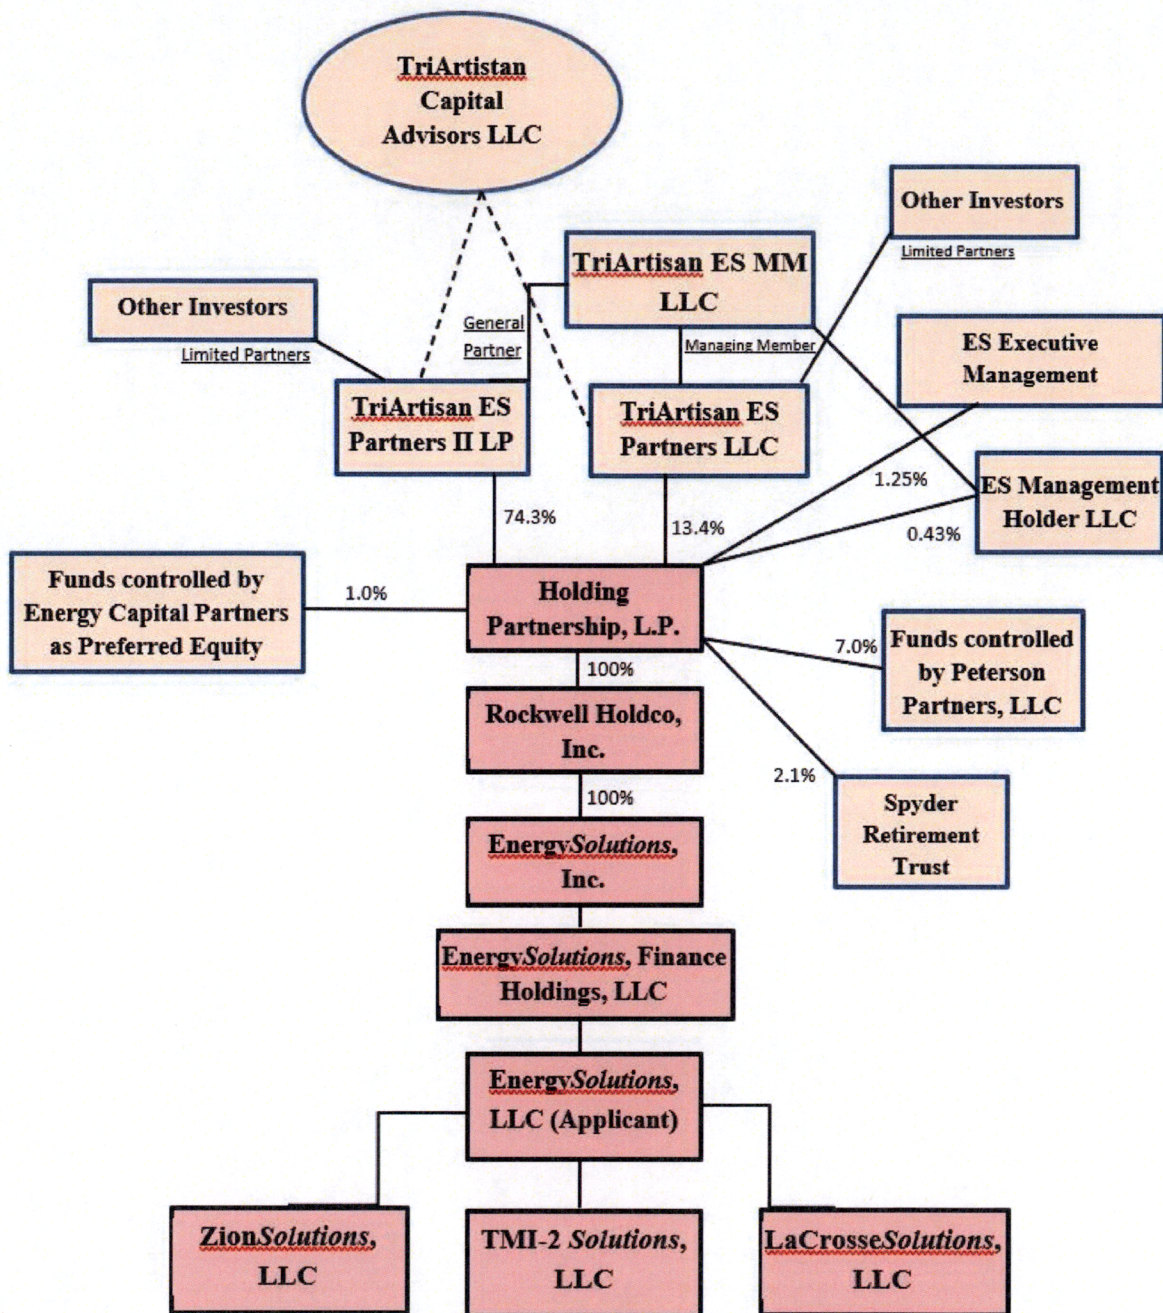 TriArtistan
Capital
Advisors LLC
Other Investors
Limited Partners
TriArtisan ES MM
LLC
Other Investors
Limited Partners
General
Partner
Managing Member
ES Executive
Management
TriArtisan ES
Partners II LP
TriArtisan ES
Partners LLC
1.25%
ES Management
Holder LLC
0.43%
74.3%
13.4%
Funds controlled by
Energy Capital Partners
as Preferred Equity
1.0%
Holding
Partnership, L.P.
7.0%
Funds controlled
by Peterson
Partners, LLC
100%
Rockwell Holdco,
Inc.
2.1%
Spyder
Retirement
Trust
100%
EnergySolutions,
Inc.
EnergySolutions, Finance
Holdings, LLC
EnergySolutions,
LLC (Applicant)
ZionSolutions,
LLC
TMI-2 Solutions,
LLC
LaCrosseSolutions,
LLC